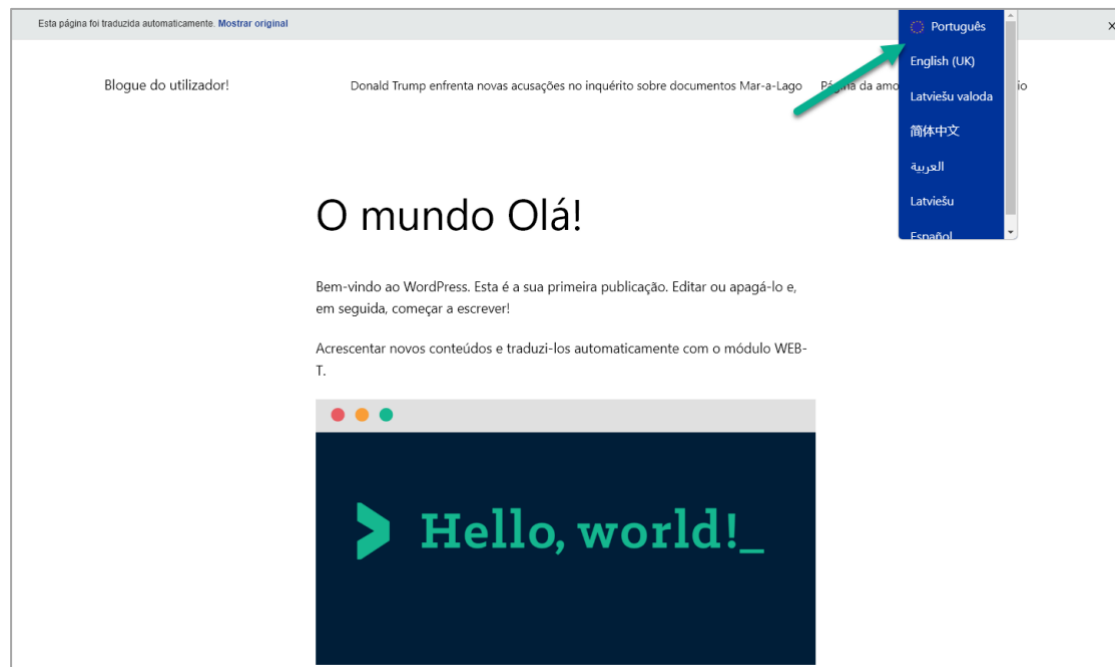 Esta página foi traduzida automaticamente. Mostrar original
X
Português
English (UK)
Latviešu valoda
简体中文
العربية
Latviešu
Español
Blogue do utilizador!
Donald Trump enfrenta novas acusações no inquérito sobre documentos Mar-a-Lago
da
O mundo Olá!
Bem-vindo ao WordPress. Esta é a sua primeira publicação. Editar ou apagá-lo e,
em seguida, começar a escrever!
Acrescentar novos conteúdos e traduzi-los automaticamente com o módulo WEB-
T.
Hello, world!_